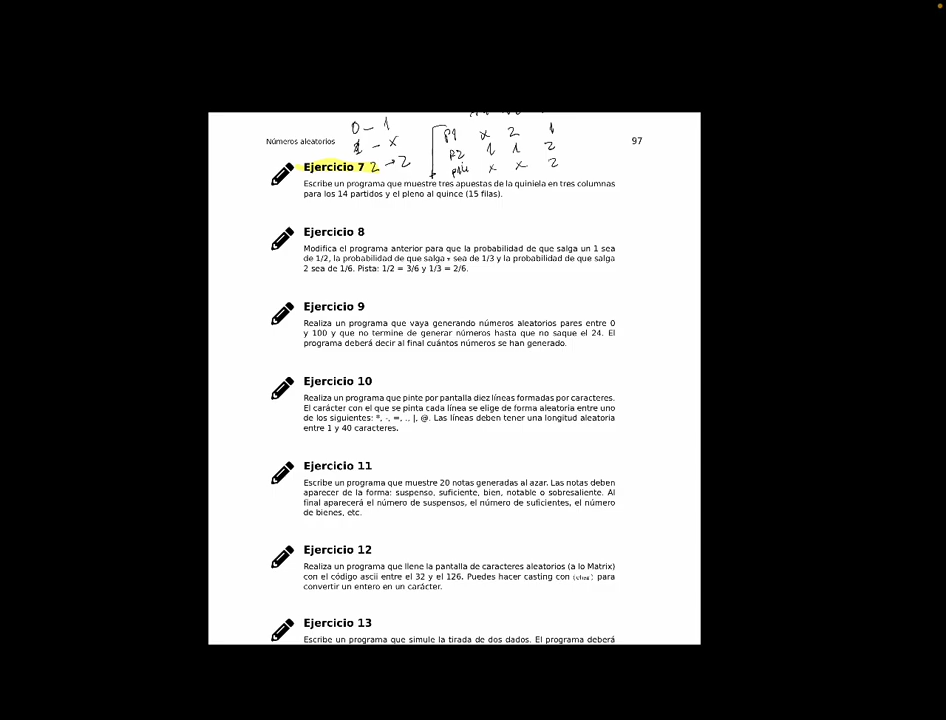 0 - 1
Números aleatorios
1 - x
P1 x 2 1
97
P2 1 1 2
x x 2
Ejercicio 7 2 → 2
Escribe un programa que muestre tres apuestas de la quiniela en tres columnas
para los 14 partidos y el pleno al quince (15 filas).
Ejercicio 8
Modifica el programa anterior para que la probabilidad de que salga un 1 sea
de 1/2, la probabilidad de que salga x sea de 1/3 y la probabilidad de que salga
2 sea de 1/6. Pista: 1/2 = 3/6 y 1/3 = 2/6.
Ejercicio 9
Realiza un programa que vaya generando números aleatorios pares entre 0
y 100 y que no termine de generar números hasta que no saque el 24. El
programa deberá decir al final cuántos números se han generado.
Ejercicio 10
Realiza un programa que pinte por pantalla diez líneas formadas por caracteres.
El carácter con el que se pinta cada línea se elige de forma aleatoria entre uno
de los siguientes: *, -, =, ., |, @. Las líneas deben tener una longitud aleatoria
entre 1 y 40 caracteres.
Ejercicio 11
Escribe un programa que muestre 20 notas generadas al azar. Las notas deben
aparecer de la forma: suspenso, suficiente, bien, notable o sobresaliente. Al
final aparecerá el número de suspensos, el número de suficientes, el número
de bienes, etc.
Ejercicio 12
Realiza un programa que llene la pantalla de caracteres aleatorios (a lo Matrix)
con el código ascii entre el 32 y el 126. Puedes hacer casting con (char) para
convertir un entero en un carácter.
Ejercicio 13
Escribe un programa que simule la tirada de dos dados. El programa deberá